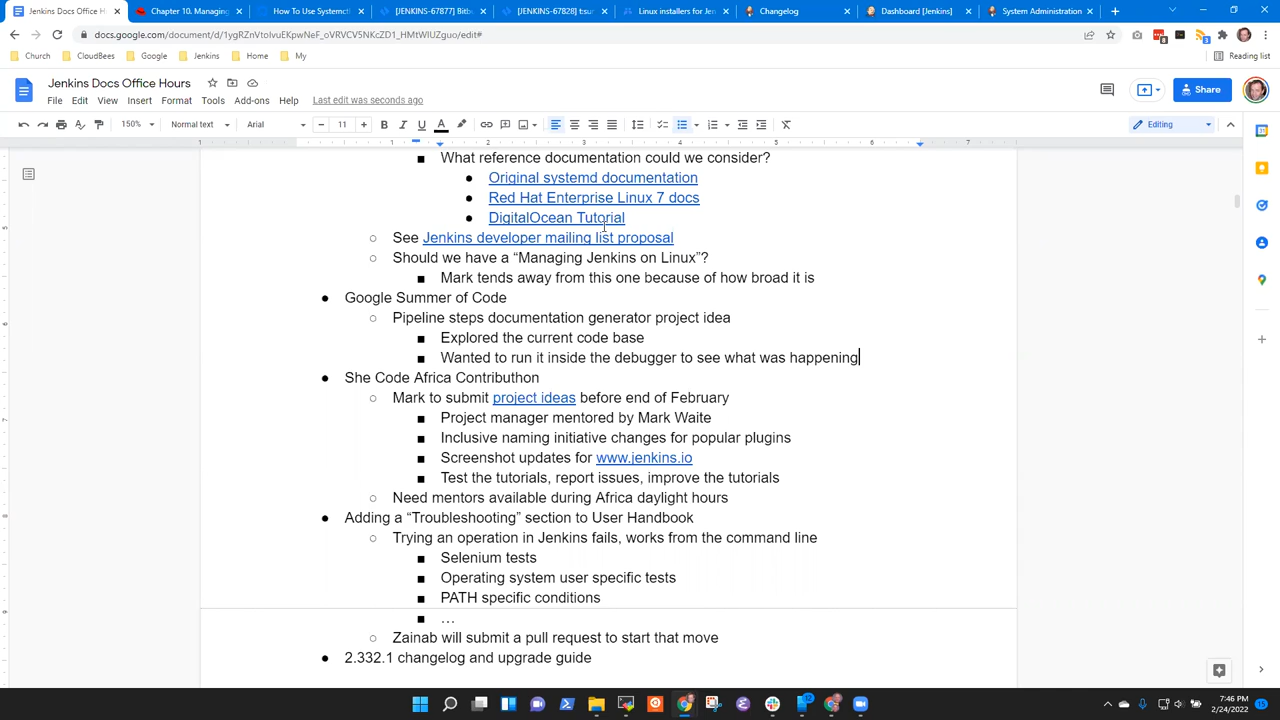 Jenkins Docs Office Hours
Chapter 10. Managing
How To Use Systemctl
[JENKINS-67877] Bitb
[JENKINS-67828] t:sur
Linux installers for Jen
Changelog
Dashboard [Jenkins]
System Administration
docs.google.com/document/d/1ygRZnVtoIvuEKpwNeF_oVRVCV5NKcZD1_HMtWIUZguo/edit#
Church
CloudBees
Google
Jenkins
Home
My
Reading list
Jenkins Docs Office Hours
File Edit View Insert Format Tools Add-ons Help Last edit was seconds ago
Share
150% Normal text Arial 11 Editing
1 1 2 3 4 5 6 7
■ What reference documentation could we consider?
● Original systemd documentation
● Red Hat Enterprise Linux 7 docs
● DigitalOcean Tutorial
○ See Jenkins developer mailing list proposal
○ Should we have a “Managing Jenkins on Linux”?
■ Mark tends away from this one because of how broad it is
● Google Summer of Code
○ Pipeline steps documentation generator project idea
■ Explored the current code base
■ Wanted to run it inside the debugger to see what was happening
● She Code Africa Contributhon
○ Mark to submit project ideas before end of February
■ Project manager mentored by Mark Waite
■ Inclusive naming initiative changes for popular plugins
■ Screenshot updates for www.jenkins.io
■ Test the tutorials, report issues, improve the tutorials
○ Need mentors available during Africa daylight hours
● Adding a “Troubleshooting” section to User Handbook
○ Trying an operation in Jenkins fails, works from the command line
■ Selenium tests
■ Operating system user specific tests
■ PATH specific conditions
■ …
○ Zainab will submit a pull request to start that move
● 2.332.1 changelog and upgrade guide
7:46 PM
2/24/2022